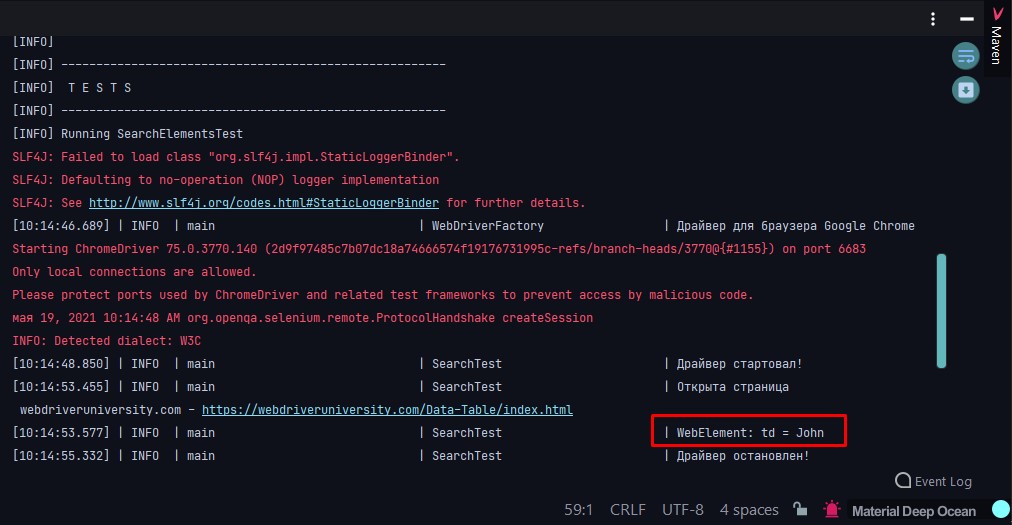 Maven
[INFO]
[INFO] -------------------------------------------------------
[INFO]  T E S T S
[INFO] -------------------------------------------------------
[INFO] Running SearchElementsTest
SLF4J: Failed to load class "org.slf4j.impl.StaticLoggerBinder".
SLF4J: Defaulting to no-operation (NOP) logger implementation
SLF4J: See http://www.slf4j.org/codes.html#StaticLoggerBinder for further details.
[10:14:46.689] | INFO  | main | WebDriverFactory | Драйвер для браузера Google Chrome
Starting ChromeDriver 75.0.3770.140 (2d9f97485c7b07dc18a74666574f19176731995c-refs/branch-heads/3770@{#1155}) on port 6683
Only local connections are allowed.
Please protect ports used by ChromeDriver and related test frameworks to prevent access by malicious code.
мая 19, 2021 10:14:48 AM org.openqa.selenium.remote.ProtocolHandshake createSession
INFO: Detected dialect: W3C
[10:14:48.850] | INFO  | main | SearchTest | Драйвер стартовал!
[10:14:53.455] | INFO  | main | SearchTest | Открыта страница
webdriveruniversity.com - https://webdriveruniversity.com/Data-Table/index.html
[10:14:53.577] | INFO  | main | SearchTest | WebElement: td = John
[10:14:55.332] | INFO  | main | SearchTest | Драйвер остановлен!
Event Log
59:1 CRLF UTF-8 4 spaces Material Deep Ocean